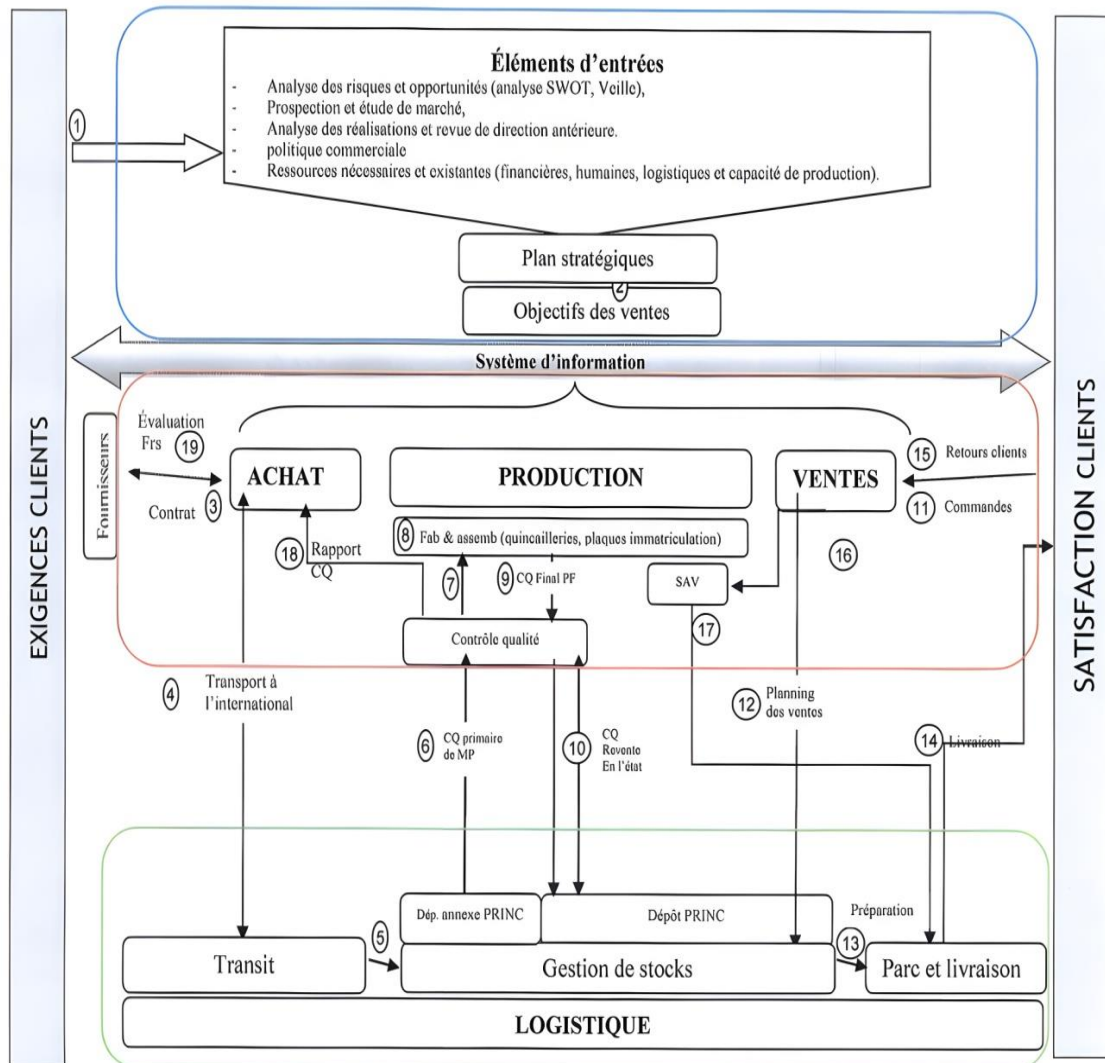 EXIGENCES CLIENTS
1
Éléments d'entrées
- Analyse des risques et opportunités (analyse SWOT, Veille),
- Prospection et étude de marché,
- Analyse des réalisations et revue de direction antérieure.
- politique commerciale
- Ressources nécessaires et existantes (financières, humaines, logistiques et capacité de production).
Plan stratégiques
2
Objectifs des ventes
Système d'information
Fournisseurs
Évaluation
Frs
19
Contrat
3
ACHAT
PRODUCTION
VENTES
15
Retours clients
11
Commandes
8
Fab & assemb (quincailleries, plaques immatriculation)
18
Rapport
CQ
7
9
CQ Final PF
SAV
16
17
Contrôle qualité
4
Transport à
l'international
6
CQ primaire
de MP
10
CQ
Revente
En l'état
12
Planning
des ventes
14
Livraison
Dép. annexe PRINC
Dépôt PRINC
Préparation
5
13
Transit
Gestion de stocks
Parc et livraison
LOGISTIQUE
SATISFACTION CLIENTS